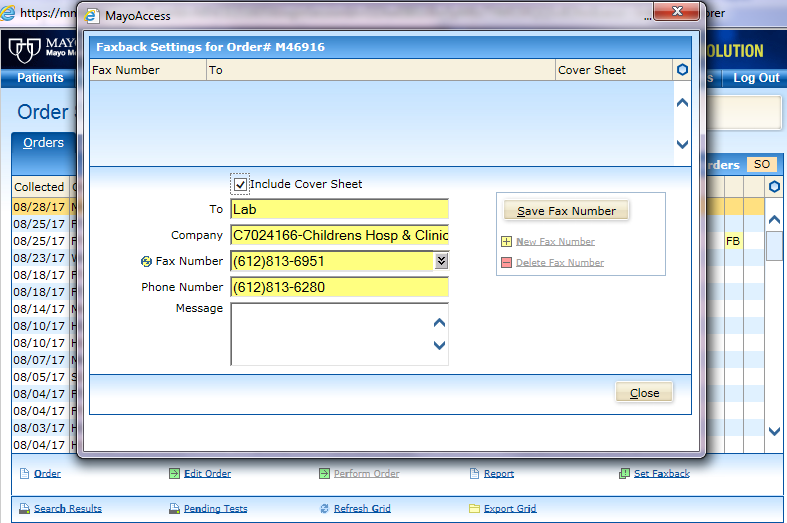 https://mn
MayoAccess
...
X
orer
MAY
Mayo Me
OLUTION
Patients
s
Log Out
Faxback Settings for Order# M46916
Fax Number To Cover Sheet
Order
Orders
rders SO
Collected
Include Cover Sheet
To Lab
Save Fax Number
Company C7024166-Childrens Hosp & Clinic
New Fax Number
Fax Number (612)813-6951
Delete Fax Number
Phone Number (612)813-6280
Message
08/28/17
08/25/17 F
08/25/17 F FB
08/23/17 W
08/18/17 F
08/18/17 F
08/14/17 M
08/10/17 H
08/10/17 H
08/07/17 M
08/05/17 S
08/04/17 F
08/04/17 F
08/03/17 H
08/04/17 H
Close
Order Edit Order Perform Order Report Set Faxback
Search Results Pending Tests Refresh Grid Export Grid